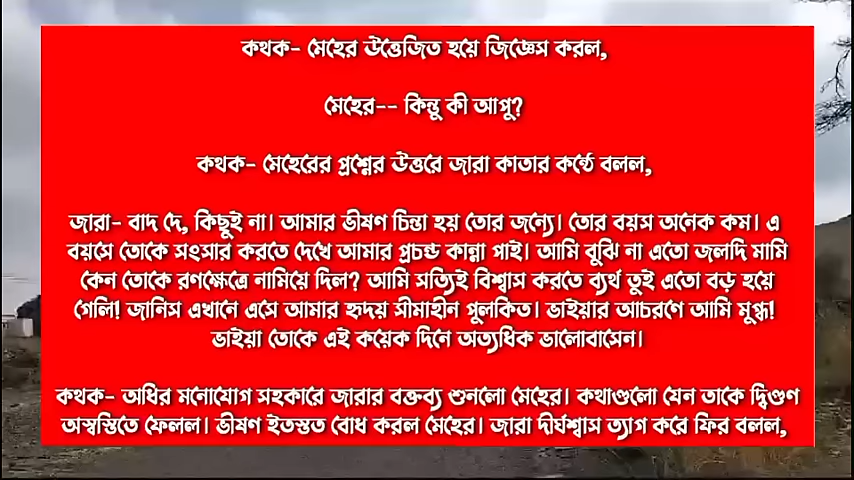 কথক- মেহের উত্তেজিত হয়ে জিজ্ঞেস করল,
মেহের-- কিন্তু কী আপু?
কথক- মেহেরের প্রশ্নের উত্তরে জারা কাতার কন্ঠে বলল,
জারা- বাদ দে, কিছুই না। আমার ভীষণ চিন্তা হয় তোর জন্যে। তোর বয়স অনেক কম। এ
বয়সে তোকে সংসার করতে দেখে আমার প্রচন্ড কান্না পাই। আমি বুঝি না এতো জলদি মামি
কেন তোকে রণক্ষেত্রে নামিয়ে দিল? আমি সত্যিই বিশ্বাস করতে ব্যর্থ তুই এতো বড় হয়ে
গেলি! জানিস এখানে এসে আমার হৃদয় সীমাহীন পুলকিত। ভাইয়ার আচরণে আমি মুগ্ধ!
ভাইয়া তোকে এই কয়েক দিনে অত্যধিক ভালোবাসেন।
কথক- অধির মনোযোগ সহকারে জারার বক্তব্য শুনলো মেহের। কথাগুলো যেন তাকে দ্বিগুণ
অস্বস্তিতে ফেলল। ভীষণ ইতস্তত বোধ করল মেহের। জারা দীর্ঘশ্বাস ত্যাগ করে ফির বলল,